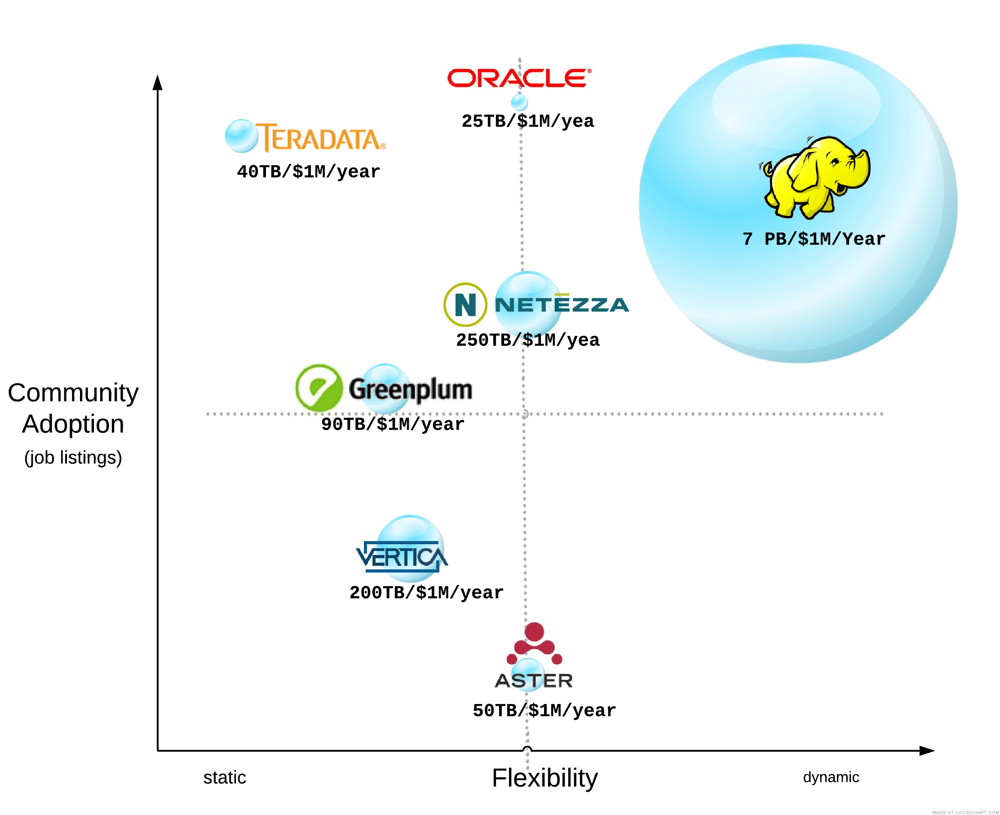 ORACLE®
25TB/$1M/yea
TERADATA®
40TB/$1M/year
7 PB/$1M/Year
N NETEZZA
250TB/$1M/yea
Greenplum
90TB/$1M/year
Community
Adoption
(job listings)
VERTICA
200TB/$1M/year
ASTER
50TB/$1M/year
static
Flexibility
dynamic
MADE AT LUCIDCHART.COM